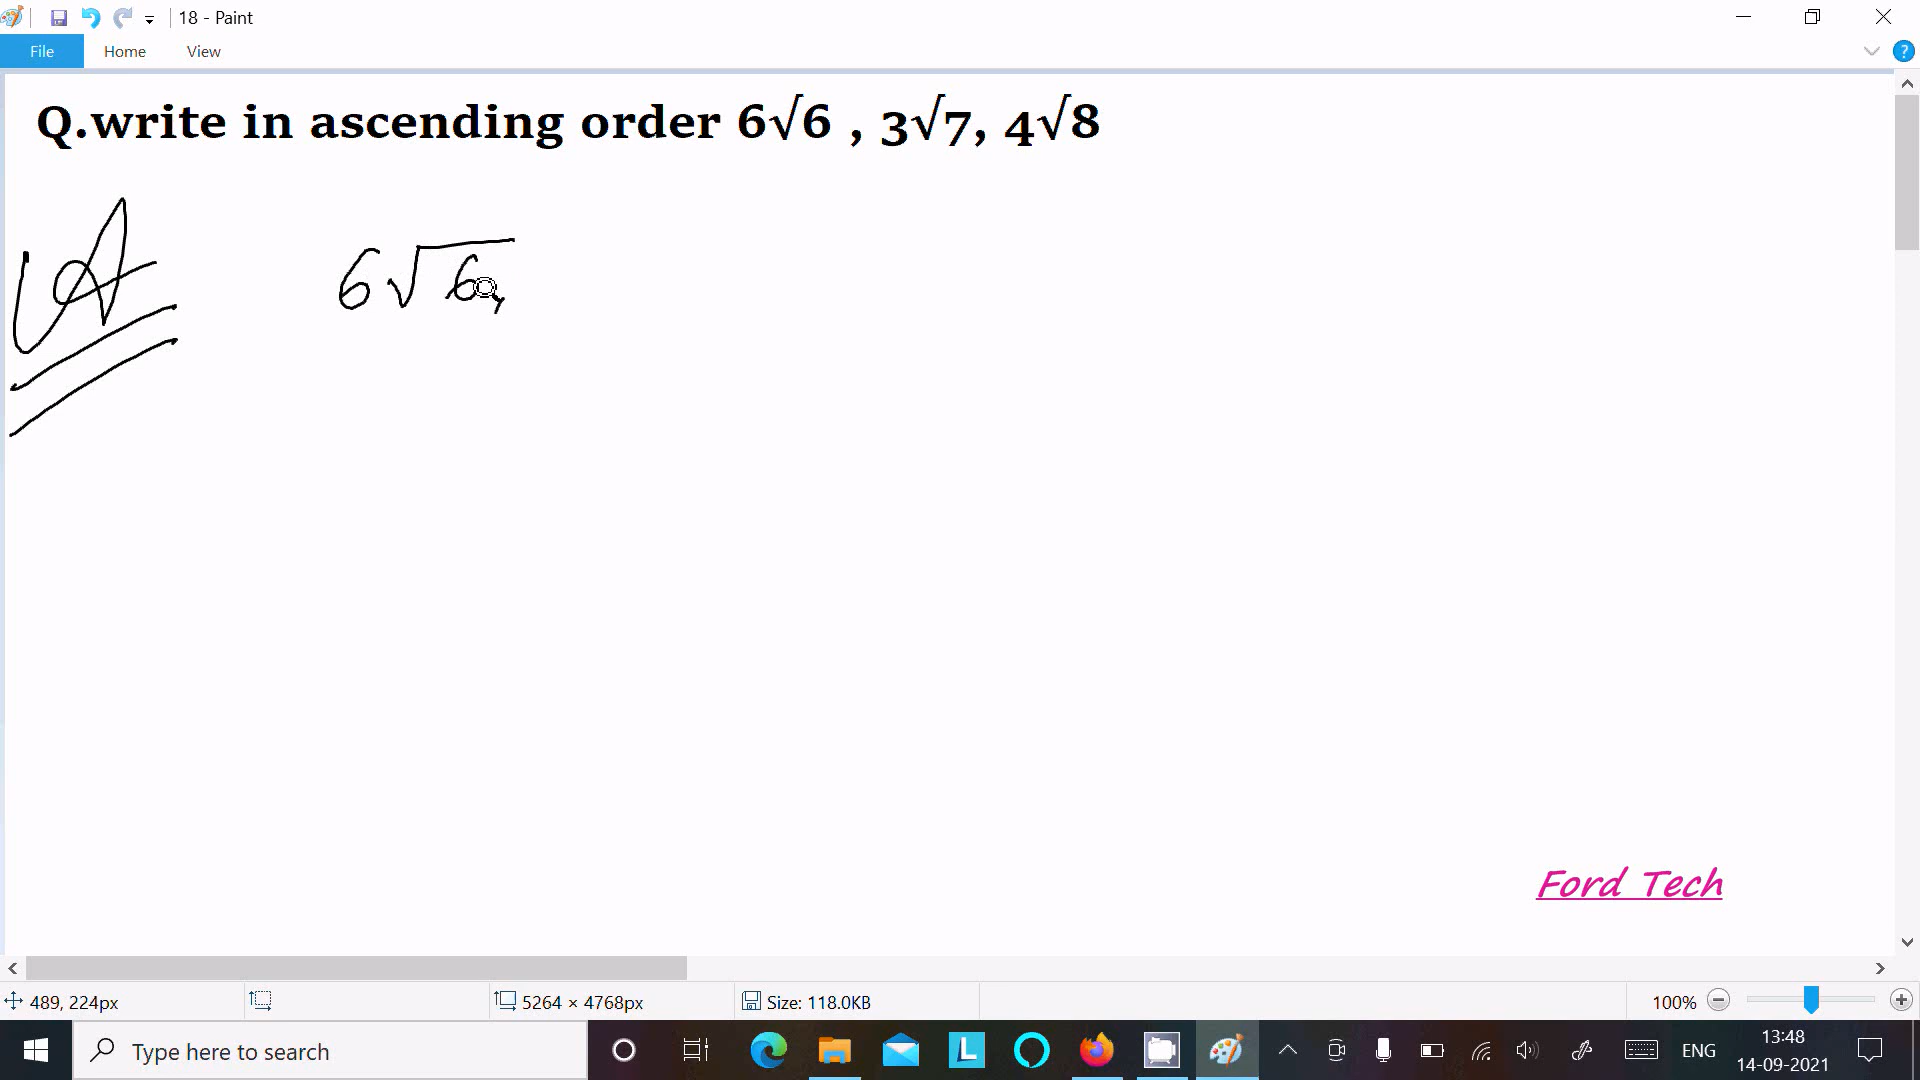 18 - Paint
File Home View
Q.write in ascending order 6√6 , 3√7, 4√8
A
6√6,
Ford Tech
489, 224px 5264 × 4768px Size: 118.0KB 100%
Type here to search L ENG 13:48
14-09-2021